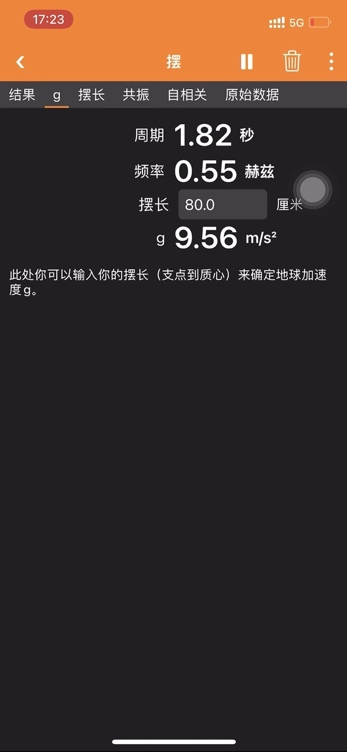 17:23
5G
摆
结果 g 摆长 共振 自相关 原始数据
周期 1.82 秒
频率 0.55 赫兹
摆长 80.0 厘米
g 9.56 m/s²
此处你可以输入你的摆长（支点到质心）来确定地球加速
度g。